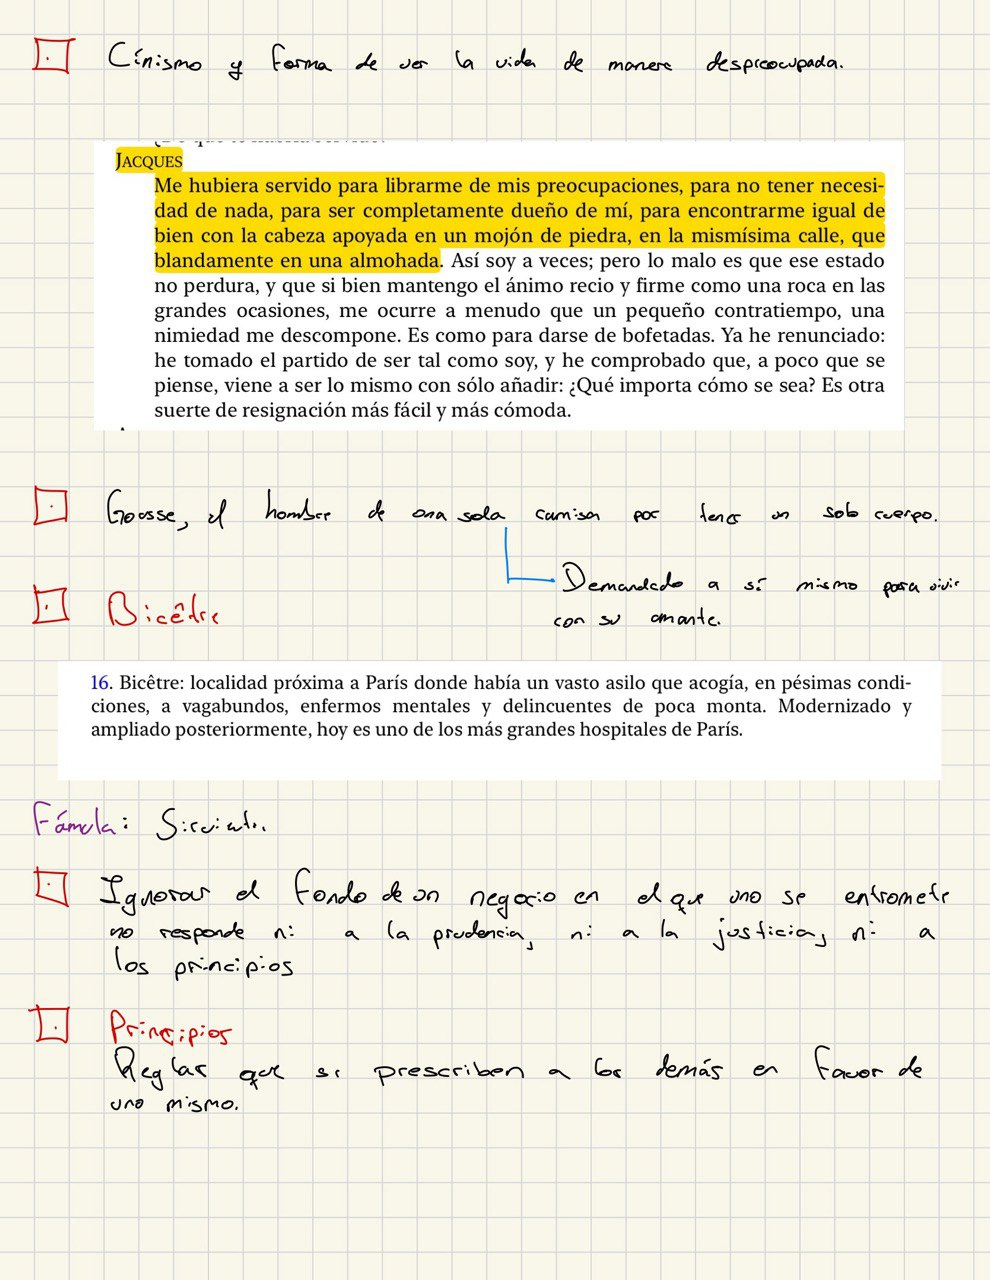 Cinismo y forma de ver la vida de manera despreocupada.
JACQUES
Me hubiera servido para librarme de mis preocupaciones, para no tener necesi-
dad de nada, para ser completamente dueño de mí, para encontrarme igual de
bien con la cabeza apoyada en un mojón de piedra, en la mismísima calle, que
blandamente en una almohada. Así soy a veces; pero lo malo es que ese estado
no perdura, y que si bien mantengo el ánimo recio y firme como una roca en las
grandes ocasiones, me ocurre a menudo que un pequeño contratiempo, una
nimiedad me descompone. Es como para darse de bofetadas. Ya he renunciado:
he tomado el partido de ser tal como soy, y he comprobado que, a poco que se
piense, viene a ser lo mismo con sólo añadir: ¿Qué importa cómo se sea? Es otra
suerte de resignación más fácil y más cómoda.
Gousse, el hombre de una sola camisa por tener un solo cuerpo.
Demandado a sí mismo para vivir
con su amante.
Bicêtre
16. Bicêtre: localidad próxima a París donde había un vasto asilo que acogía, en pésimas condi-
ciones, a vagabundos, enfermos mentales y delincuentes de poca monta. Modernizado y
ampliado posteriormente, hoy es uno de los más grandes hospitales de París.
Fámula: Sirviente.
Ignorar el fondo de un negocio en el que uno se entromete
no responde ni a la prudencia, ni a la justicia, ni a
los principios
Principios
Reglas que se prescriben a los demás en favor de
uno mismo.